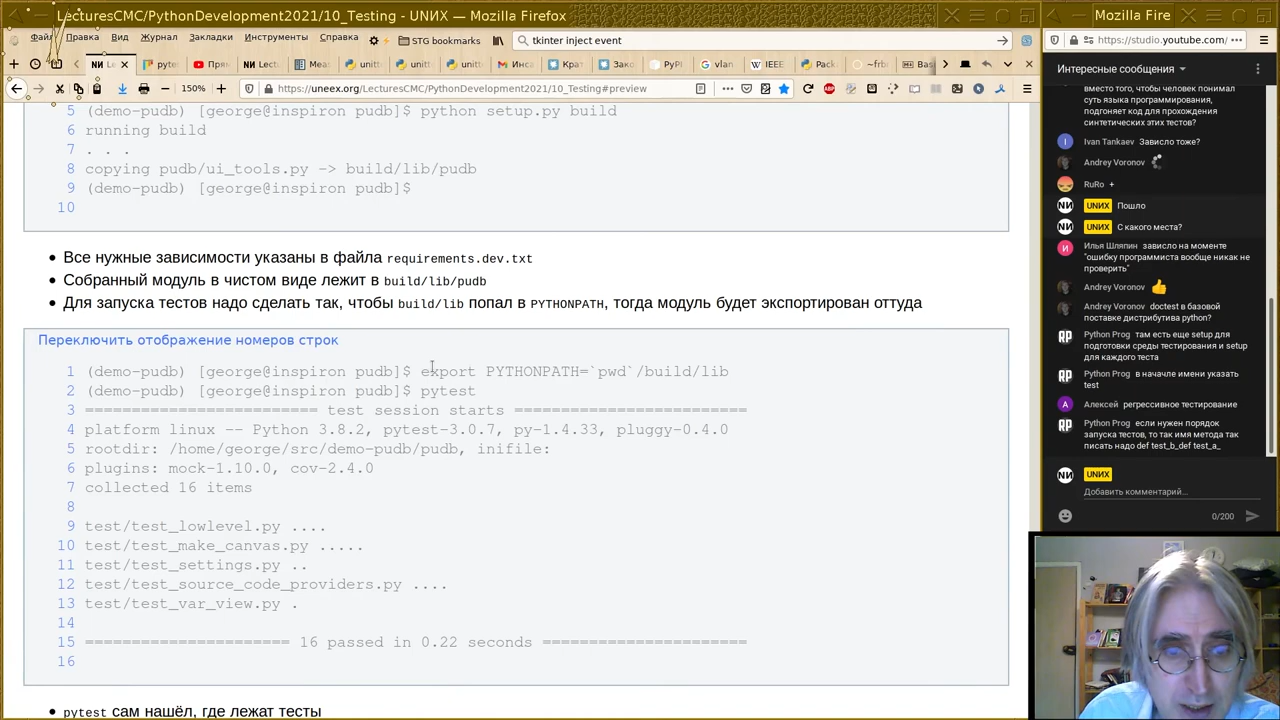 LecturesCMC/PythonDevelopment2021/10_Testing - UNИX — Mozilla Firefox
Файл Правка Вид Журнал Закладки Инструменты Справка
STG bookmarks
tkinter inject event
150%
https://uneex.org/LecturesCMC/PythonDevelopment2021/10_Testing#preview
5 (demo-pudb) [george@inspiron pudb]$ python setup.py build
6 running build
7 . . .
8 copying pudb/ui_tools.py -> build/lib/pudb
9 (demo-pudb) [george@inspiron pudb]$
10
Все нужные зависимости указаны в файла requirements.dev.txt
Собранный модуль в чистом виде лежит в build/lib/pudb
Для запуска тестов надо сделать так, чтобы build/lib попал в PYTHONPATH, тогда модуль будет экспортирован оттуда
Переключить отображение номеров строк
1 (demo-pudb) [george@inspiron pudb]$ export PYTHONPATH=`pwd`/build/lib
2 (demo-pudb) [george@inspiron pudb]$ pytest
3 ========================= test session starts =========================
4 platform linux -- Python 3.8.2, pytest-3.0.7, py-1.4.33, pluggy-0.4.0
5 rootdir: /home/george/src/demo-pudb/pudb, inifile:
6 plugins: mock-1.10.0, cov-2.4.0
7 collected 16 items
8
9 test/test_lowlevel.py ....
10 test/test_make_canvas.py .....
11 test/test_settings.py ..
12 test/test_source_code_providers.py ....
13 test/test_var_view.py .
14
15 ====================== 16 passed in 0.22 seconds ======================
16
pytest сам нашёл, где лежат тесты
Mozilla Fire
https://studio.youtube.com/
Интересные сообщения
вместо того, чтобы человек понимал
суть языка программирования,
подгоняет код для прохождения
синтетических этих тестов?
Ivan Tankaev Зависло тоже?
Andrey Voronov
RuRo +
UNИX Пошло
UNИX С какого места?
Илья Шляпин зависло на моменте
"ошибку программиста вообще никак не
проверить"
Andrey Voronov 👍
Andrey Voronov doctest в базовой
поставке дистрибутива python?
Python Prog там есть еще setup для
подготовки среды тестирования и setup
для каждого теста
Python Prog в начачле имени указать
test
Алексей регрессивное тестирование
Python Prog если нужен порядок
запуска тестов, то так имя метода так
писать надо def test_b_def test_a_
UNИX
Добавить комментарий...
0/200